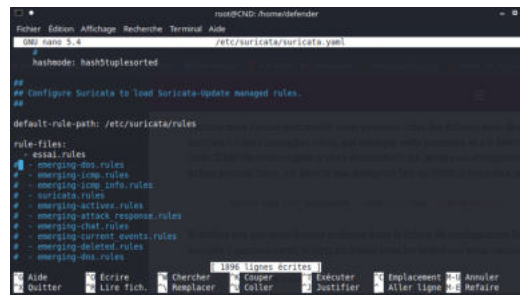 root@CND: /home/defender
Fichier Édition Affichage Recherche Terminal Aide
GNU nano 5.4 /etc/suricata/suricata.yaml
#
hashmode: hash5tuplesorted
##
## Configure Suricata to load Suricata-Update managed rules.
##
default-rule-path: /etc/suricata/rules
rule-files:
- essai.rules
# - emerging-dos.rules
# - emerging-icmp.rules
# - emerging-icmp_info.rules
# - suricata.rules
# - emerging-activex.rules
# - emerging-attack_response.rules
# - emerging-chat.rules
# - emerging-current_events.rules
# - emerging-deleted.rules
# - emerging-dns.rules
[ 1896 lignes écrites ]
^G Aide ^O Écrire ^W Chercher ^K Couper ^T Exécuter ^C Emplacement M-U Annuler
^X Quitter ^R Lire fich. ^\ Remplacer ^U Coller ^J Justifier ^_ Aller ligne M-E Refaire